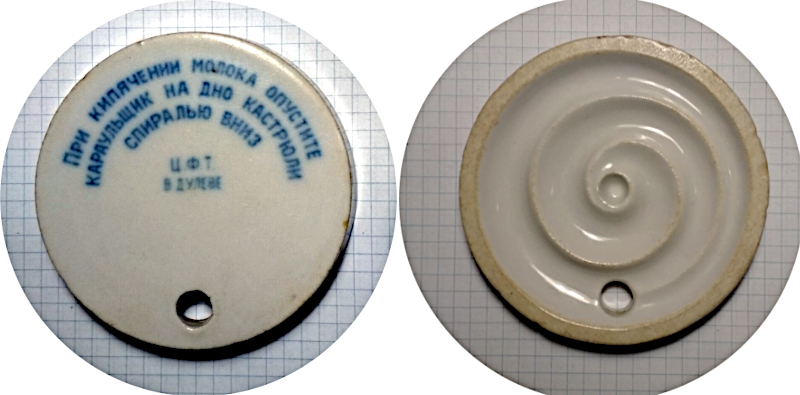 ПРИ КИПЯЧЕНИИ МОЛОКА ОПУСТИТЕ
КАРАУЛЬЩИК НА ДНО КАСТРЮЛИ
СПИРАЛЬЮ ВНИЗ
Ц.Ф.Т.
В ДУЛЕВЕ